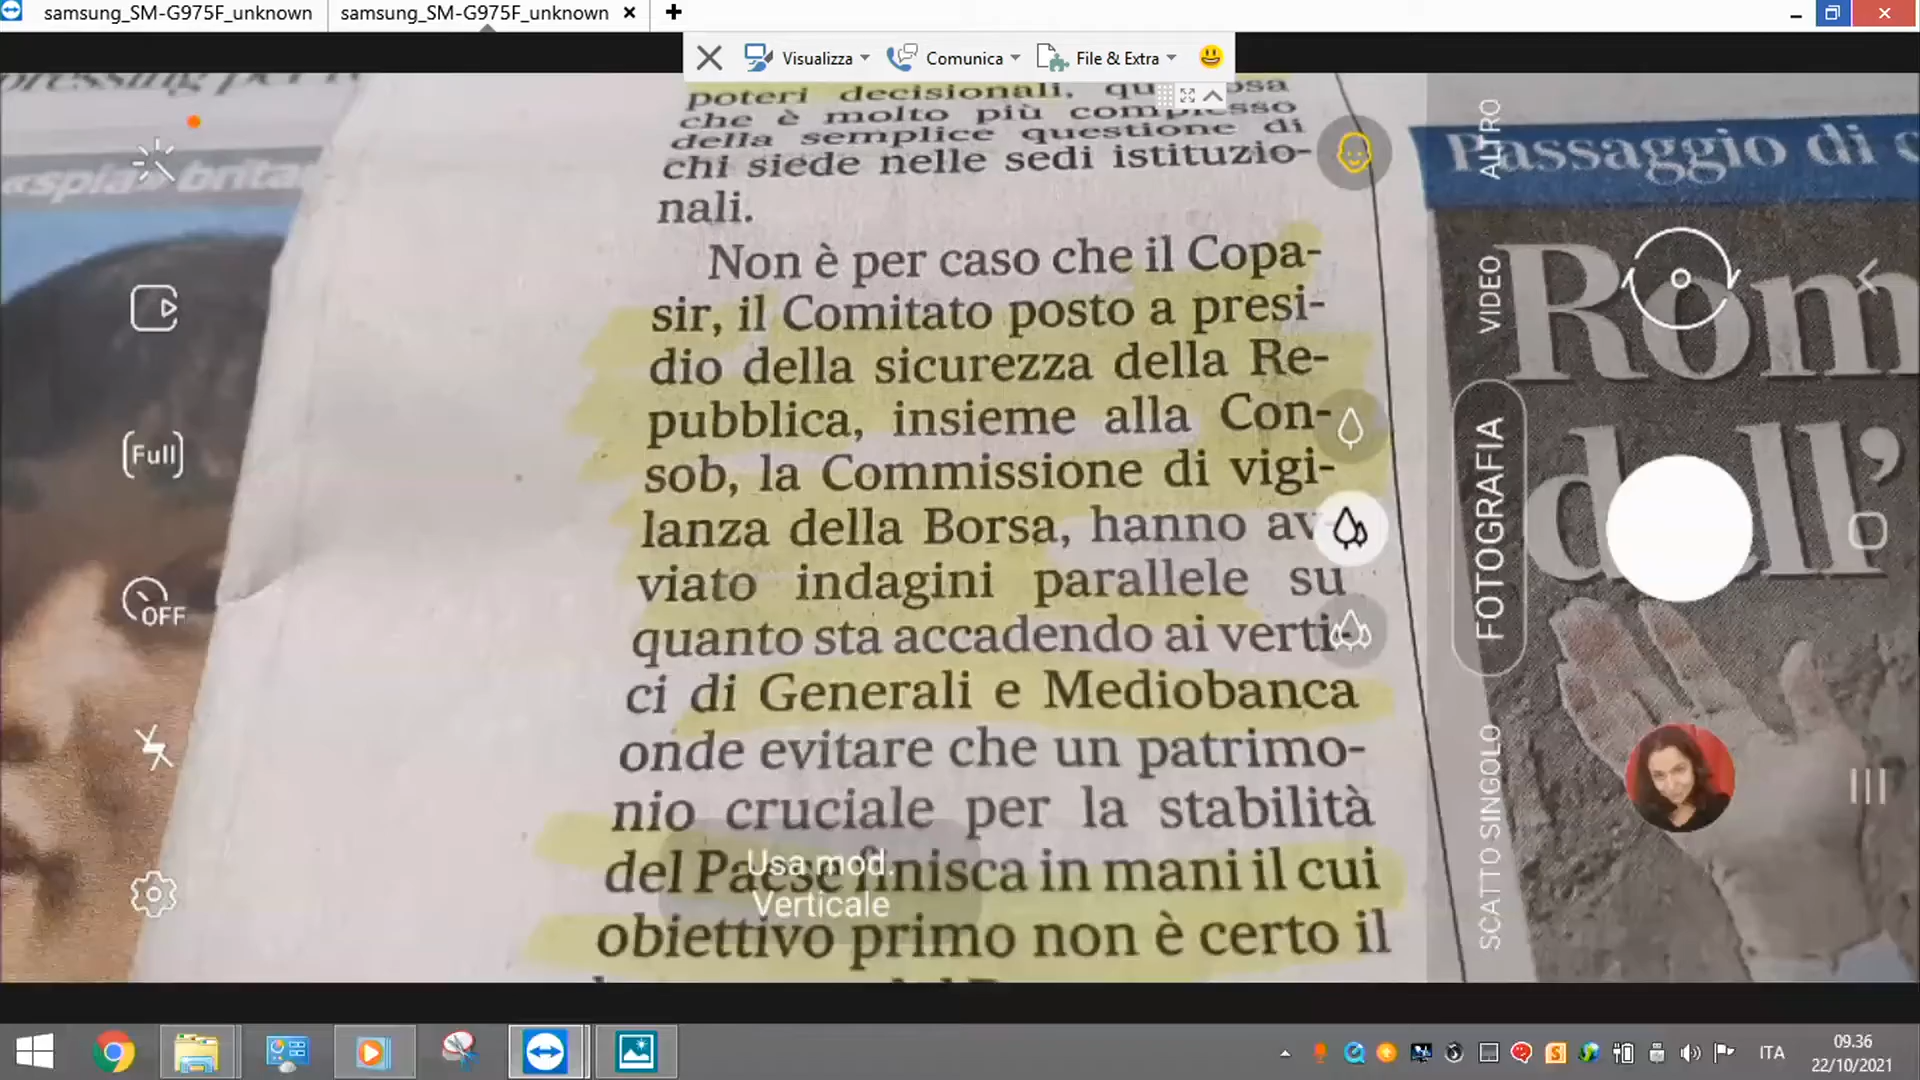 samsung_SM-G975F_unknown
samsung_SM-G975F_unknown
Visualizza
Comunica
File & Extra
pressing per
«spia» brita
poteri decisionali,
che è molto più complesso
della semplice questione di
chi siede nelle sedi istituzio-
nali.
Non è per caso che il Copa-
sir, il Comitato posto a presi-
dio della sicurezza della Re-
pubblica, insieme alla Con-
sob, la Commissione di vigi-
lanza della Borsa, hanno av-
viato indagini parallele su
quanto sta accadendo ai verti-
ci di Generali e Mediobanca
onde evitare che un patrimo-
nio cruciale per la stabilità
del Paese finisca in mani il cui
obiettivo primo non è certo il
Usa mod.
Verticale
Full
OFF
Passaggio di c
Rom
dell'
ALTRO
VIDEO
FOTOGRAFIA
SCATTO SINGOLO
ITA
09.36
22/10/2021